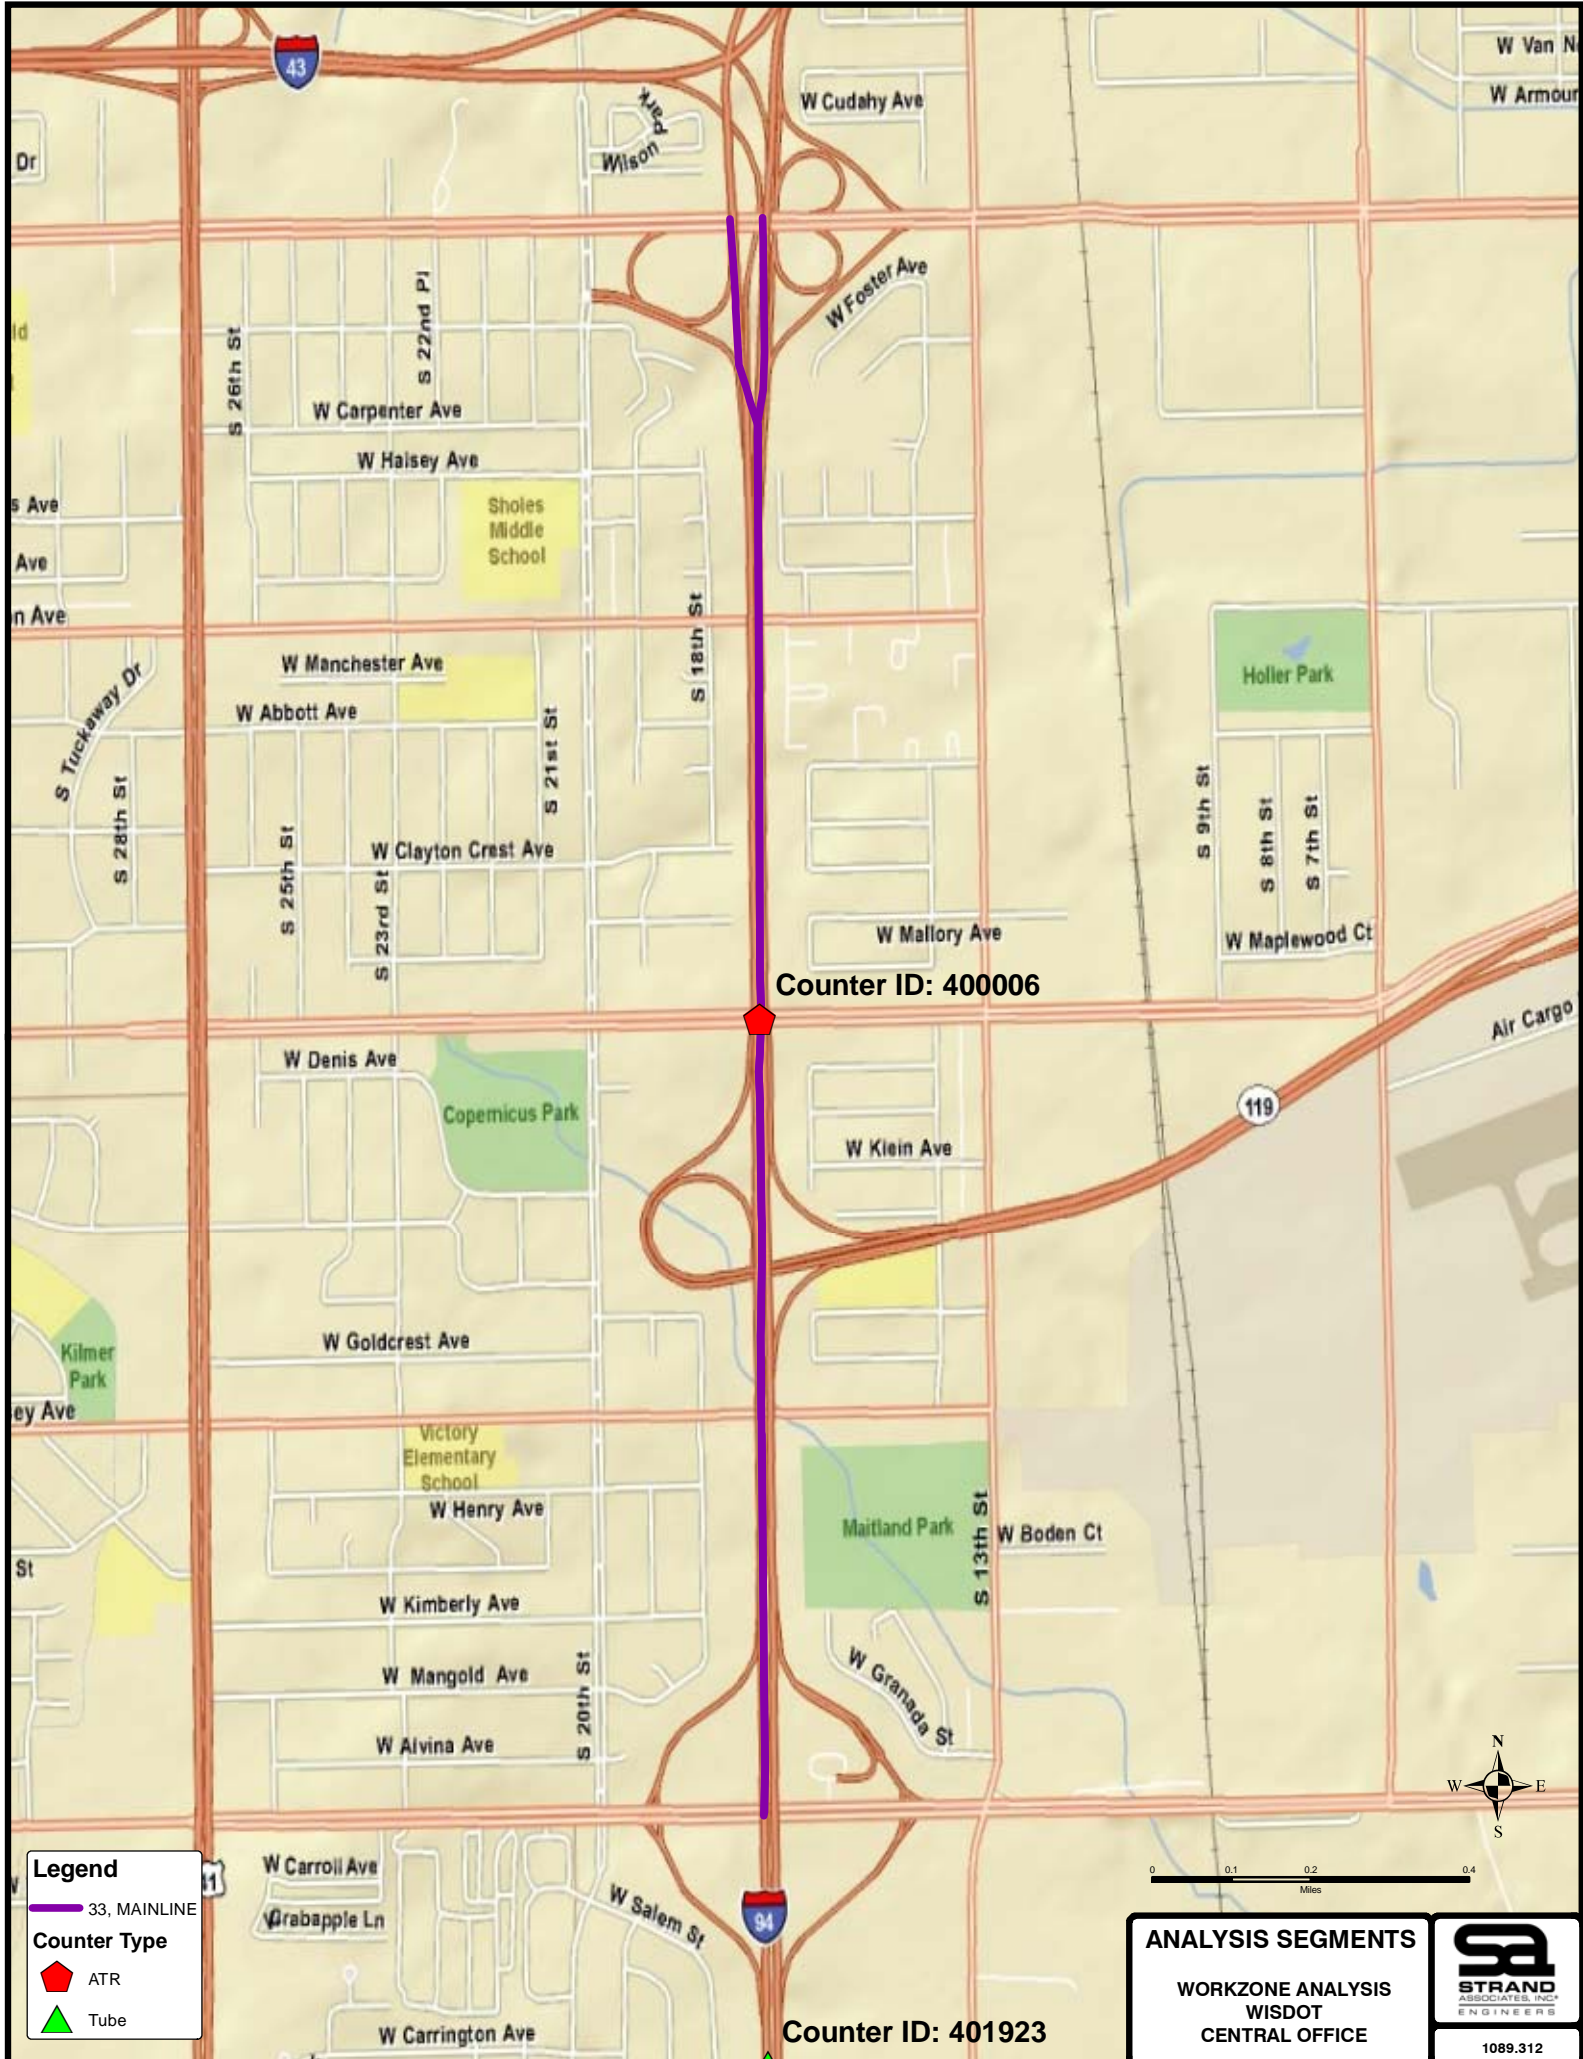 43
W Cudahy Ave
W Van N
W Armour
Wilson Park
Dr
W Foster Ave
ld
S 26th St
S 22nd Pl
W Carpenter Ave
W Halsey Ave
s Ave
Sholes
Middle
School
Ave
n Ave
S 18th St
W Manchester Ave
Holler Park
S Tuckaway Dr
W Abbott Ave
S 21st St
S 28th St
S 25th St
W Clayton Crest Ave
S 23rd St
S 9th St
S 8th St
S 7th St
W Mallory Ave
W Maplewood Ct
Counter ID: 400006
Air Cargo
W Denis Ave
Copernicus Park
119
W Klein Ave
W Goldcrest Ave
Kilmer
Park
ey Ave
Victory
Elementary
School
W Henry Ave
Maitland Park
S 13th St
W Boden Ct
St
W Kimberly Ave
W Mangold Ave
S 20th St
W Granada St
W Alvina Ave
N
W E
S
0 0.1 0.2 0.4
Miles
Legend
33, MAINLINE
Counter Type
ATR
Tube
W
41
W Carroll Ave
Crabapple Ln
W Salem St
94
W Carrington Ave
Counter ID: 401923
ANALYSIS SEGMENTS
WORKZONE ANALYSIS
WISDOT
CENTRAL OFFICE
sa
STRAND
ASSOCIATES, INC.®
ENGINEERS
1089.312